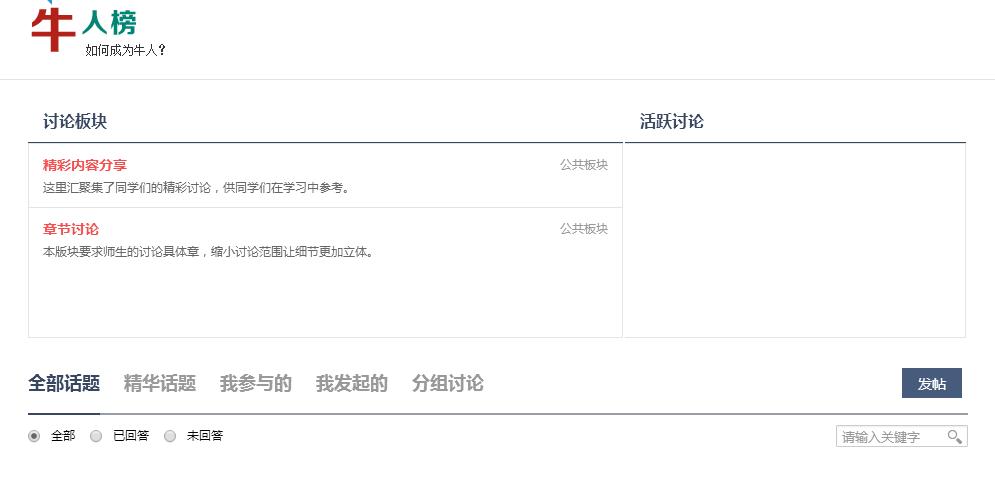 牛人榜
如何成为牛人？
讨论板块
活跃讨论
精彩内容分享
公共板块
这里汇聚了同学们的精彩讨论，供同学们在学习中参考。
章节讨论
公共板块
本版块要求师生的讨论具体章，缩小讨论范围让细节更加立体。
全部话题 精华话题 我参与的 我发起的 分组讨论
发帖
全部 已回答 未回答
请输入关键字